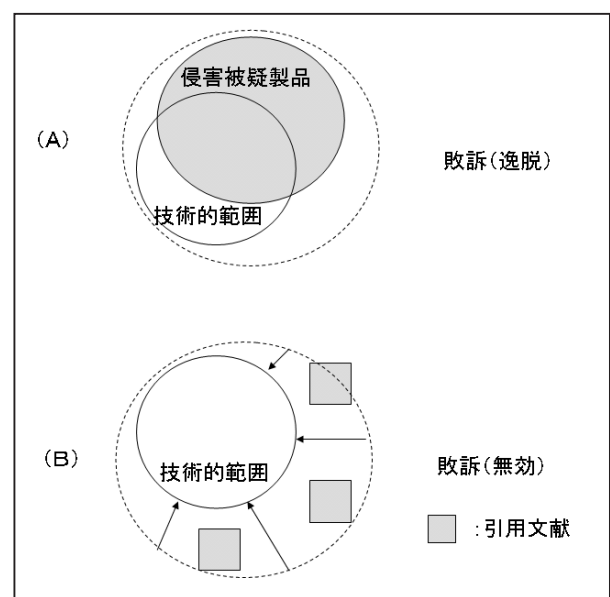 侵害被疑製品
(A)
敗訴(逸脱)
技術的範囲
(B)
技術的範囲
敗訴(無効)
:引用文献